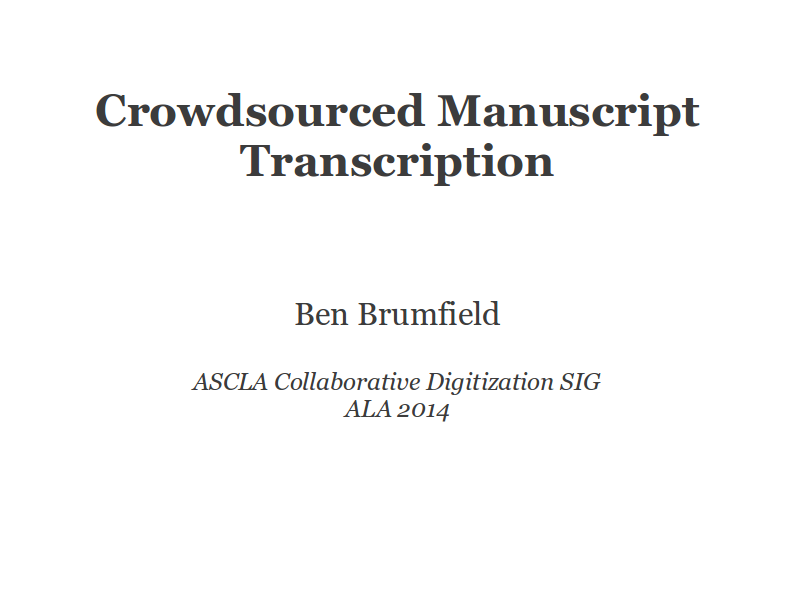 Crowdsourced Manuscript
Transcription
Ben Brumfield
ASCLA Collaborative Digitization SIG
ALA 2014